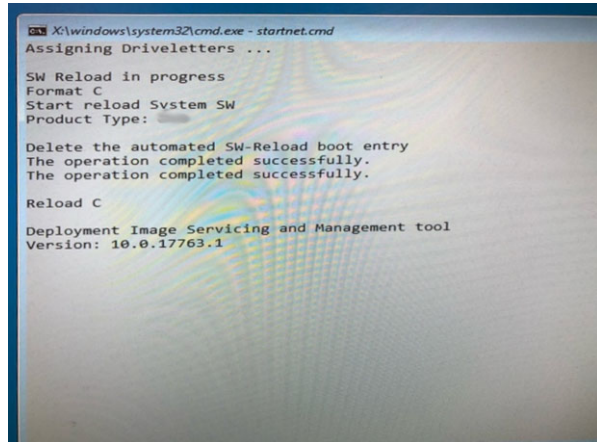 X:\windows\system32\cmd.exe - startnet.cmd
Assigning Driveletters ...
SW Reload in progress
Format C
Start reload System SW
Product Type:
Delete the automated SW-Reload boot entry
The operation completed successfully.
The operation completed successfully.
Reload C
Deployment Image Servicing and Management tool
Version: 10.0.17763.1